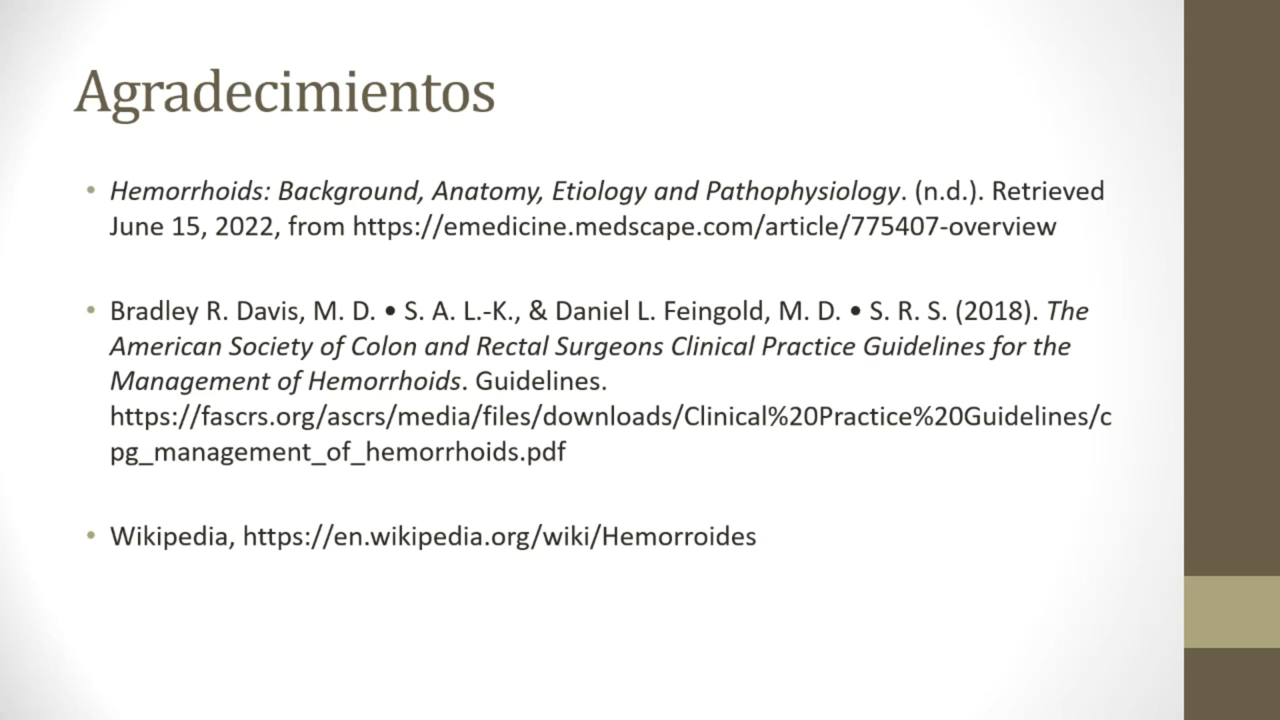 Agradecimientos
• Hemorrhoids: Background, Anatomy, Etiology and Pathophysiology. (n.d.). Retrieved
June 15, 2022, from https://emedicine.medscape.com/article/775407-overview
• Bradley R. Davis, M. D. • S. A. L.-K., & Daniel L. Feingold, M. D. • S. R. S. (2018). The
American Society of Colon and Rectal Surgeons Clinical Practice Guidelines for the
Management of Hemorrhoids. Guidelines.
https://fascrs.org/ascrs/media/files/downloads/Clinical%20Practice%20Guidelines/c
pg_management_of_hemorrhoids.pdf
• Wikipedia, https://en.wikipedia.org/wiki/Hemorroides